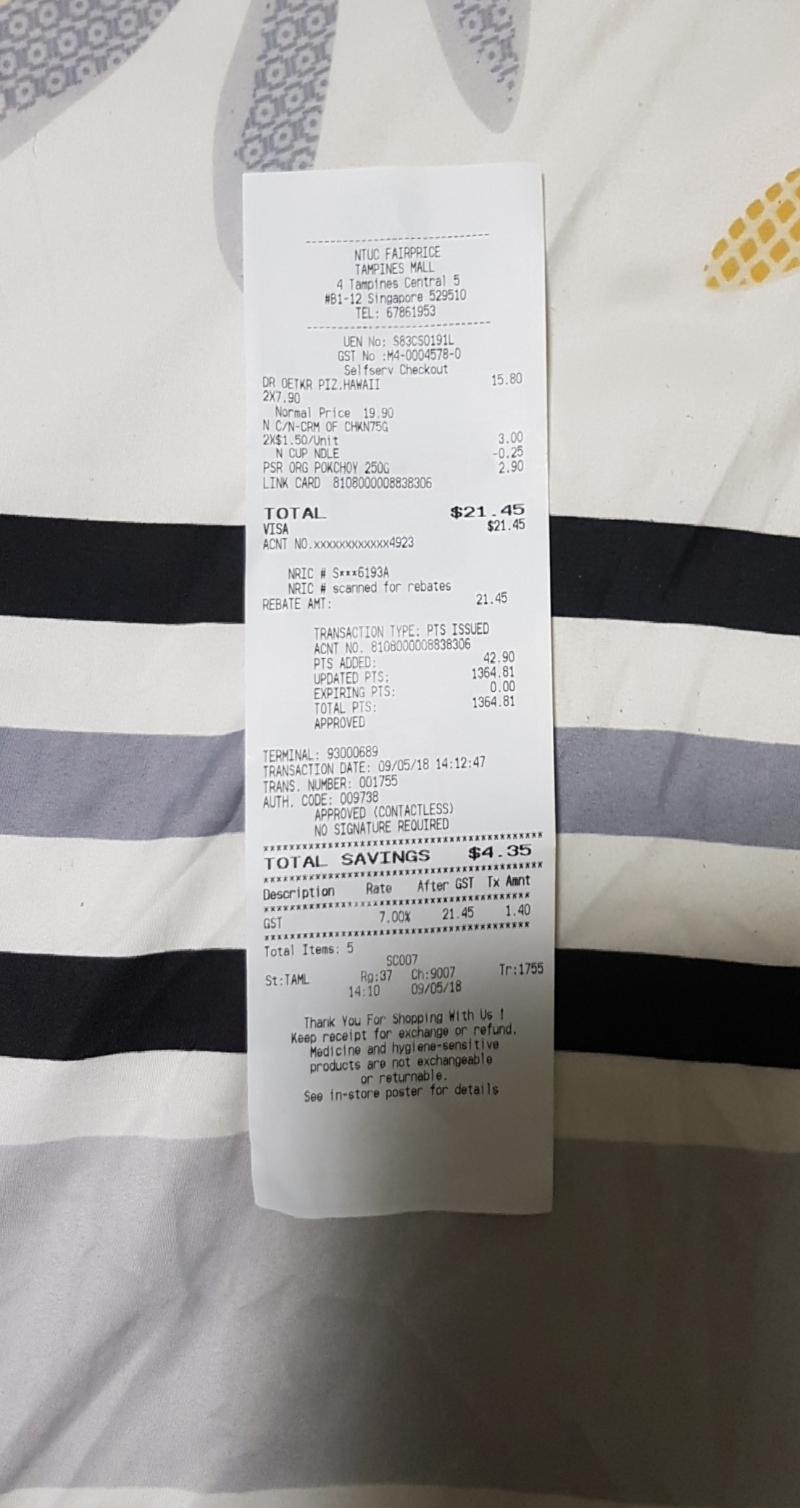 NTUC FAIRPRICE
TAMPINES MALL
4 Tampines Central 5
#B1-12 Singapore 529510
TEL: 67861953
UEN No: S83CS0191L
GST No :M4-0004578-0
Selfserv Checkout
DR OETKR PIZ.HAWAII 15.80
2X7.90
Normal Price 19.90
N C/N-CRM OF CHKN75G
2X$1.50/Unit 3.00
N CUP NDLE -0.25
PSR ORG POKCHOY 250G 2.90
LINK CARD 8108000008838306
TOTAL $21.45
VISA $21.45
ACNT NO.xxxxxxxxxxxx4923
NRIC # S***6193A
NRIC # scanned for rebates
REBATE AMT: 21.45
TRANSACTION TYPE: PTS ISSUED
ACNT NO. 8108000008838306
PTS ADDED: 42.90
UPDATED PTS: 1364.81
EXPIRING PTS: 0.00
TOTAL PTS: 1364.81
APPROVED
TERMINAL: 93000689
TRANSACTION DATE: 09/05/18 14:12:47
TRANS. NUMBER: 001755
AUTH. CODE: 009738
APPROVED (CONTACTLESS)
NO SIGNATURE REQUIRED
TOTAL SAVINGS $4.35
Description Rate After GST Tx Amnt
GST 7.00% 21.45 1.40
Total Items: 5
SC007
St:TAML Rg:37 Ch:9007 Tr:1755
14:10 09/05/18
Thank You For Shopping With Us !
Keep receipt for exchange or refund.
Medicine and hygiene-sensitive
products are not exchangeable
or returnable.
See in-store poster for details